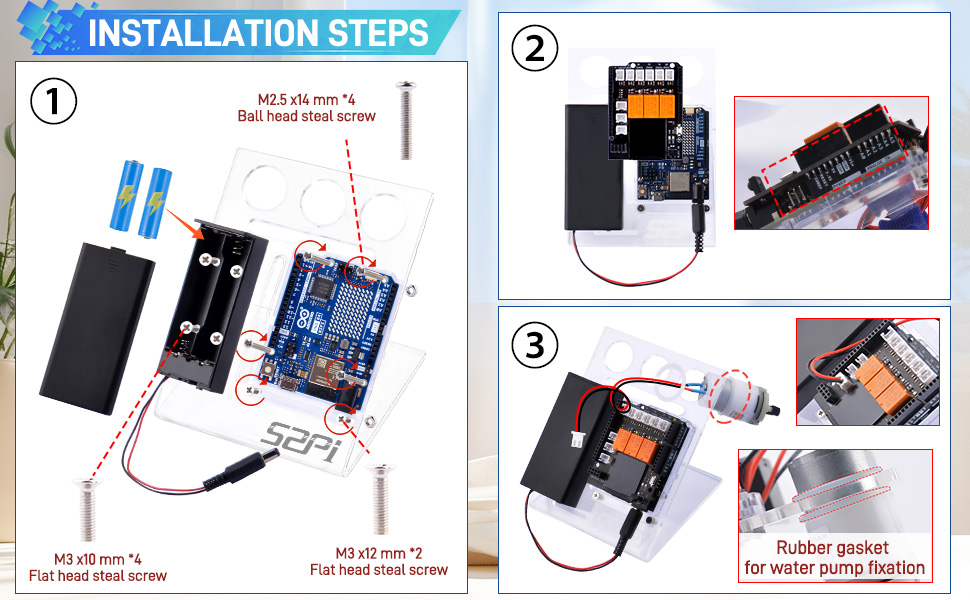 INSTALLATION STEPS
1
M2.5 x14 mm *4
Ball head steal screw
S2Pi
M3 x10 mm *4
Flat head steal screw
M3 x12 mm *2
Flat head steal screw
2
3
Rubber gasket
for water pump fixation